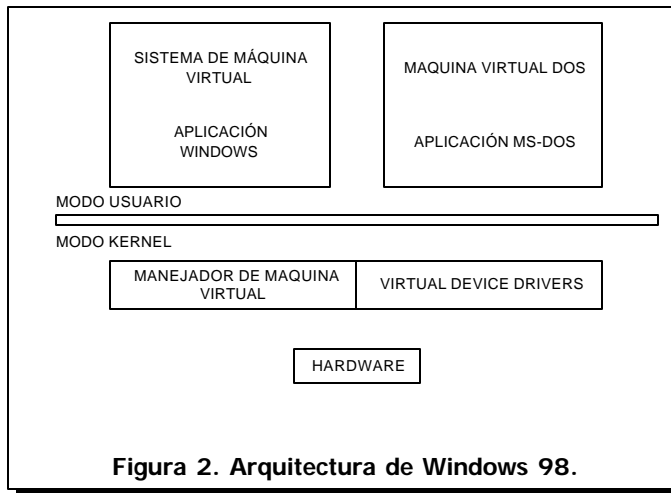 SISTEMA DE MÁQUINA
VIRTUAL
APLICACIÓN
WINDOWS
MAQUINA VIRTUAL DOS
APLICACIÓN MS-DOS
MODO USUARIO
MODO KERNEL
MANEJADOR DE MAQUINA
VIRTUAL
VIRTUAL DEVICE DRIVERS
HARDWARE
Figura 2. Arquitectura de Windows 98.